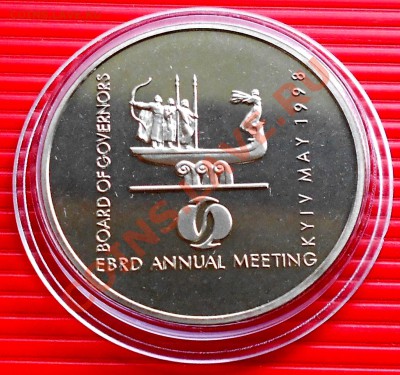 BOARD OF GOVERNORS
EBRD ANNUAL MEETING
KYIV MAY 1998